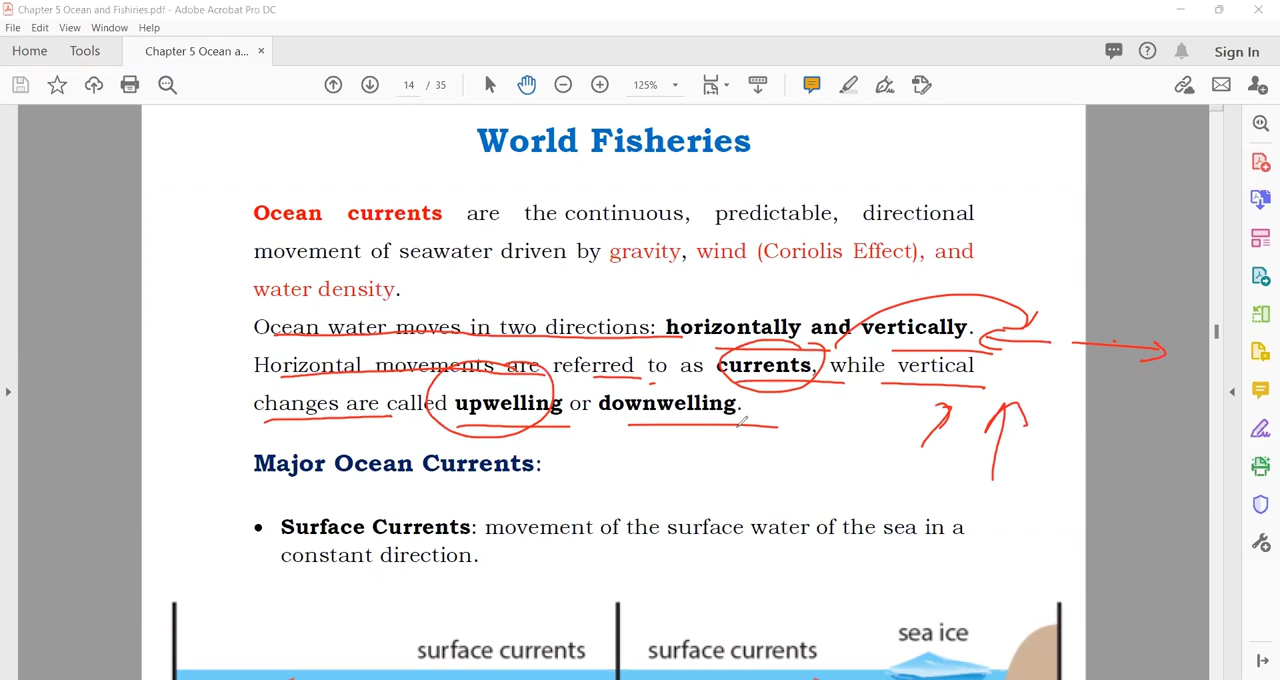 Chapter 5 Ocean and Fishiries.pdf - Adobe Acrobat Pro DC
File Edit View Window Help
Home Tools Chapter 5 Ocean a... × Sign In
14 / 35 125%
World Fisheries
Ocean currents are the continuous, predictable, directional
movement of seawater driven by gravity, wind (Coriolis Effect), and
water density.
Ocean water moves in two directions: horizontally and vertically.
Horizontal movements are referred to as currents, while vertical
changes are called upwelling or downwelling.
Major Ocean Currents:
• Surface Currents: movement of the surface water of the sea in a
constant direction.
surface currents surface currents sea ice